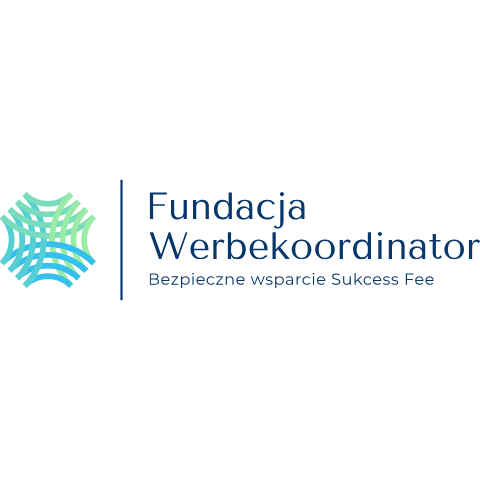 Fundacja
Werbekoordinator
Bezpieczne wsparcie Sukcess Fee